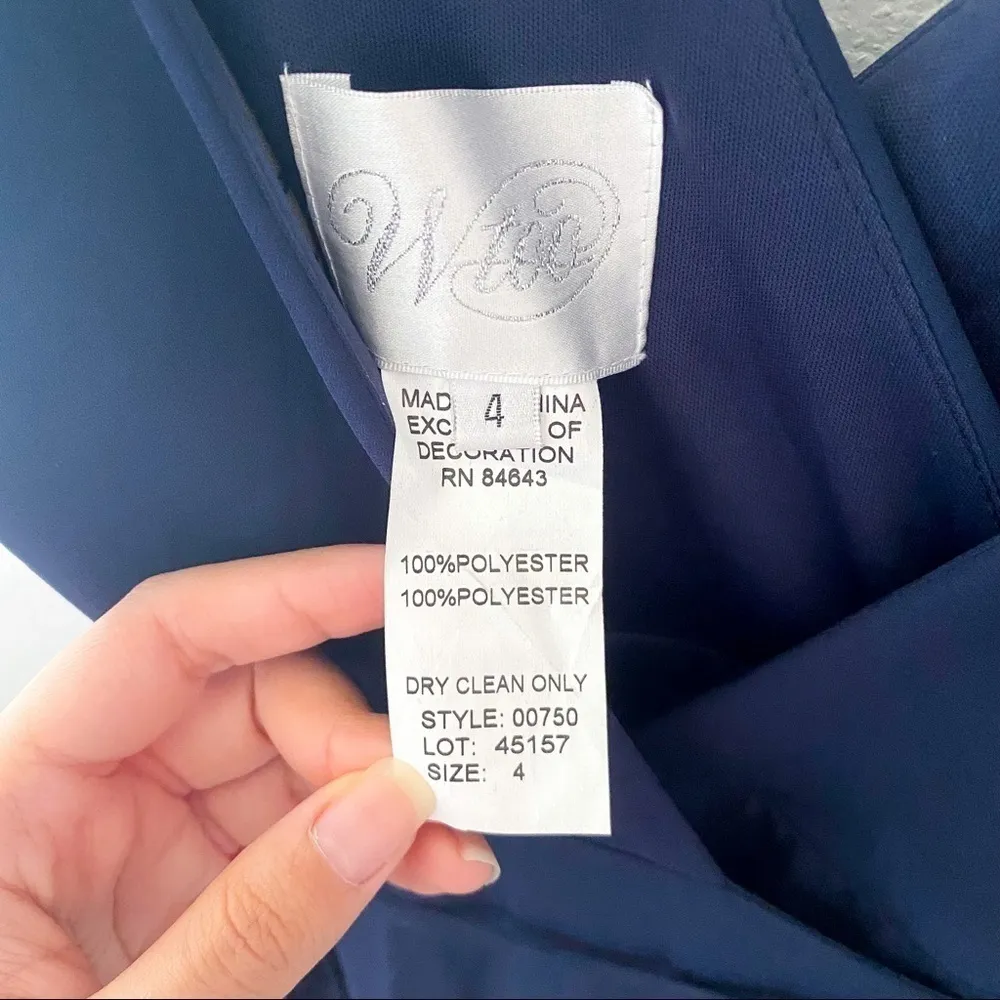 Wtoo
4
MAD INA
EXC OF
DECORATION
RN 84643
100%POLYESTER
100%POLYESTER
DRY CLEAN ONLY
STYLE: 00750
LOT: 45157
SIZE: 4